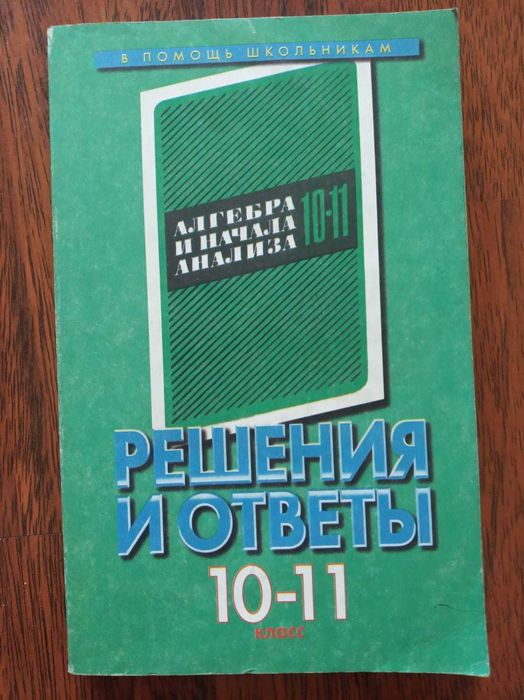 В ПОМОЩЬ ШКОЛЬНИКАМ
АЛГЕБРА
И НАЧАЛА
АНАЛИЗА
10-11
РЕШЕНИЯ
И ОТВЕТЫ
10-11
класс